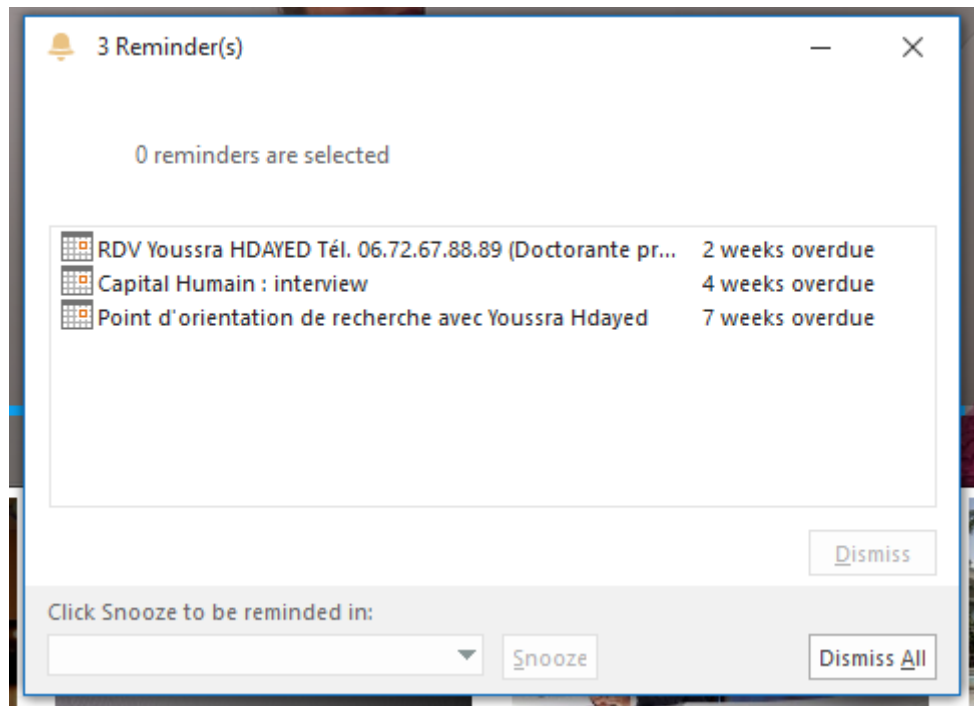 3 Reminder(s)
0 reminders are selected
RDV Youssra HDAYED Tél. 06.72.67.88.89 (Doctorante pr... 2 weeks overdue
Capital Humain : interview 4 weeks overdue
Point d'orientation de recherche avec Youssra Hdayed 7 weeks overdue
Dismiss
Click Snooze to be reminded in:
Snooze Dismiss All